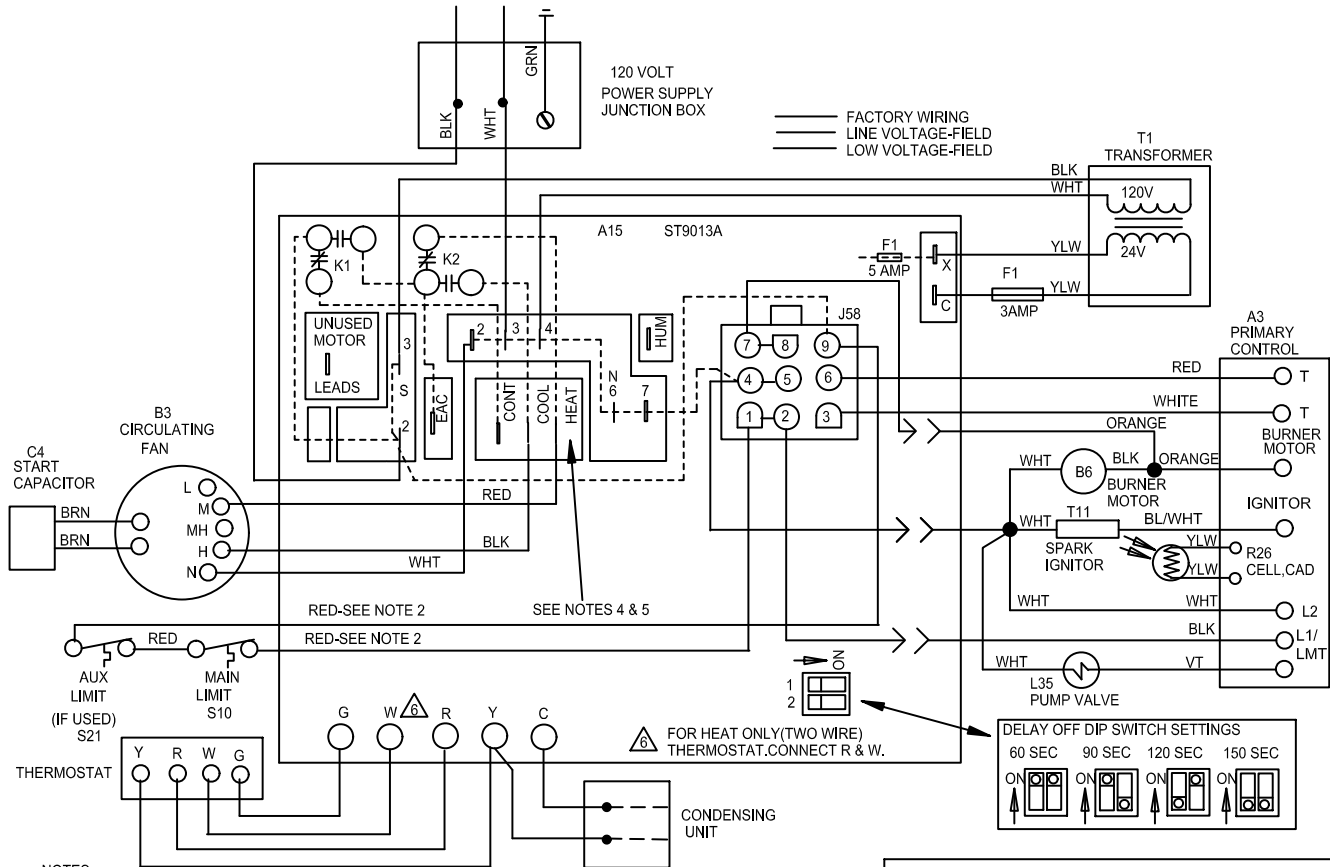 120 VOLT
POWER SUPPLY
JUNCTION BOX
BLK
WHT
GRN
FACTORY WIRING
LINE VOLTAGE-FIELD
LOW VOLTAGE-FIELD
T1
TRANSFORMER
BLK
WHT
120V
24V
YLW
YLW
A15 ST9013A
F1
5 AMP
X
C
F1
3AMP
K1
K2
UNUSED
MOTOR
LEADS
3
S
2
EAC
2
3
4
HUM
CONT
COOL
HEAT
N
6
7
J58
7 8 9
4 5 6
1 2 3
A3
PRIMARY
CONTROL
RED
T
WHITE
T
ORANGE
BURNER
MOTOR
WHT
B6
BLK
ORANGE
BURNER
MOTOR
IGNITOR
WHT
T11
BL/WHT
SPARK
IGNITOR
YLW
YLW
R26
CELL,CAD
WHT
WHT
L2
BLK
L1/
LMT
WHT
VT
L35
PUMP VALVE
B3
CIRCULATING
FAN
C4
START
CAPACITOR
BRN
BRN
L
M
MH
H
N
RED
BLK
WHT
SEE NOTES 4 & 5
RED-SEE NOTE 2
RED-SEE NOTE 2
RED
AUX
LIMIT
(IF USED)
S21
MAIN
LIMIT
S10
ON
1
2
G W 6 R Y C
6 FOR HEAT ONLY(TWO WIRE)
THERMOSTAT.CONNECT R & W.
THERMOSTAT
Y R W G
CONDENSING
UNIT
DELAY OFF DIP SWITCH SETTINGS
60 SEC 90 SEC 120 SEC 150 SEC
ON ON ON ON
NOTES